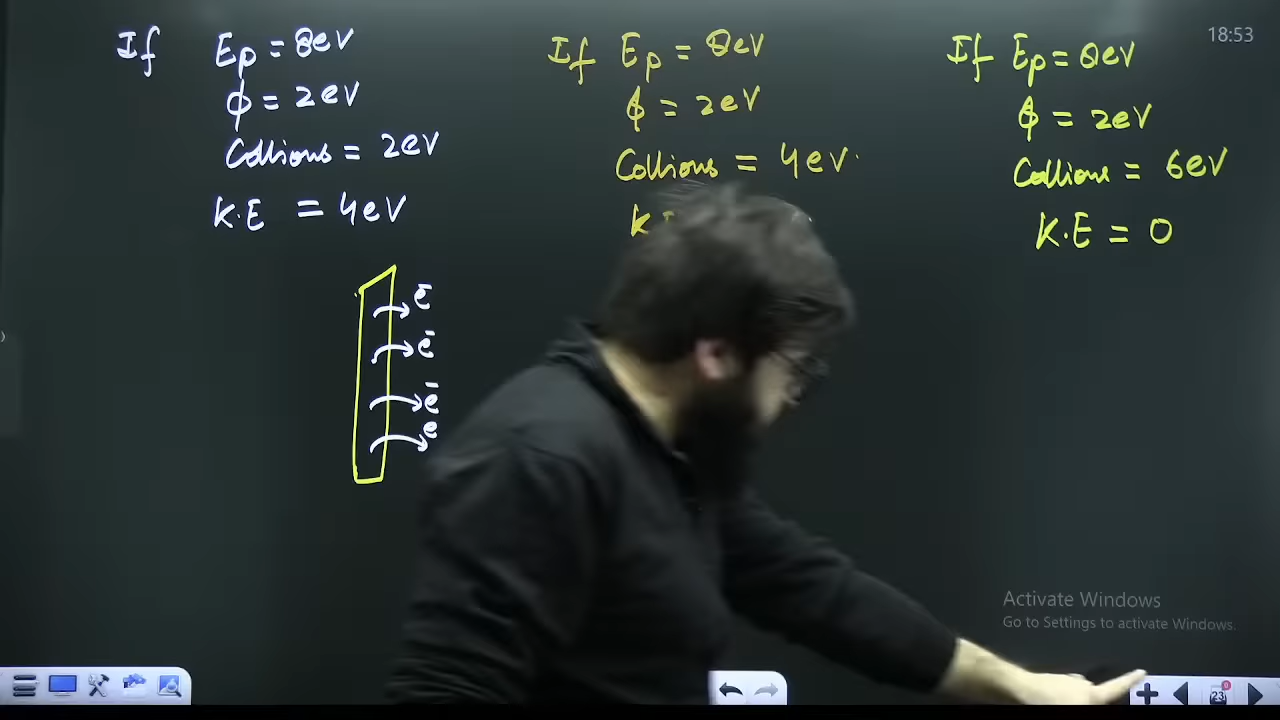 18:53
If Ep = 8eV
ϕ = 2eV
Collions = 2eV
K.E = 4eV
If Ep = 8eV
ϕ = 2eV
Collions = 4eV
K
If Ep = 8eV
ϕ = 2eV
Collions = 6eV
K.E = 0
e⁻
e⁻
e⁻
e
Activate Windows
Go to Settings to activate Windows.
23